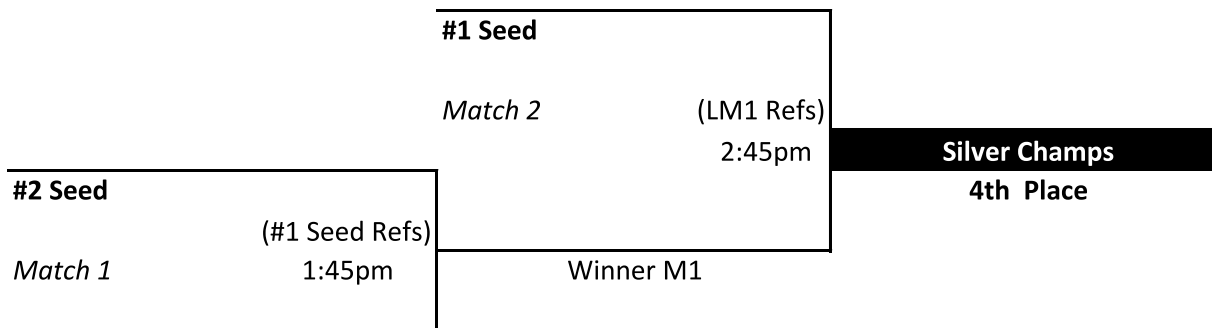 #1 Seed
Match 2 (LM1 Refs)
2:45pm
Silver Champs
4th Place
#2 Seed
(#1 Seed Refs)
Match 1 1:45pm
Winner M1